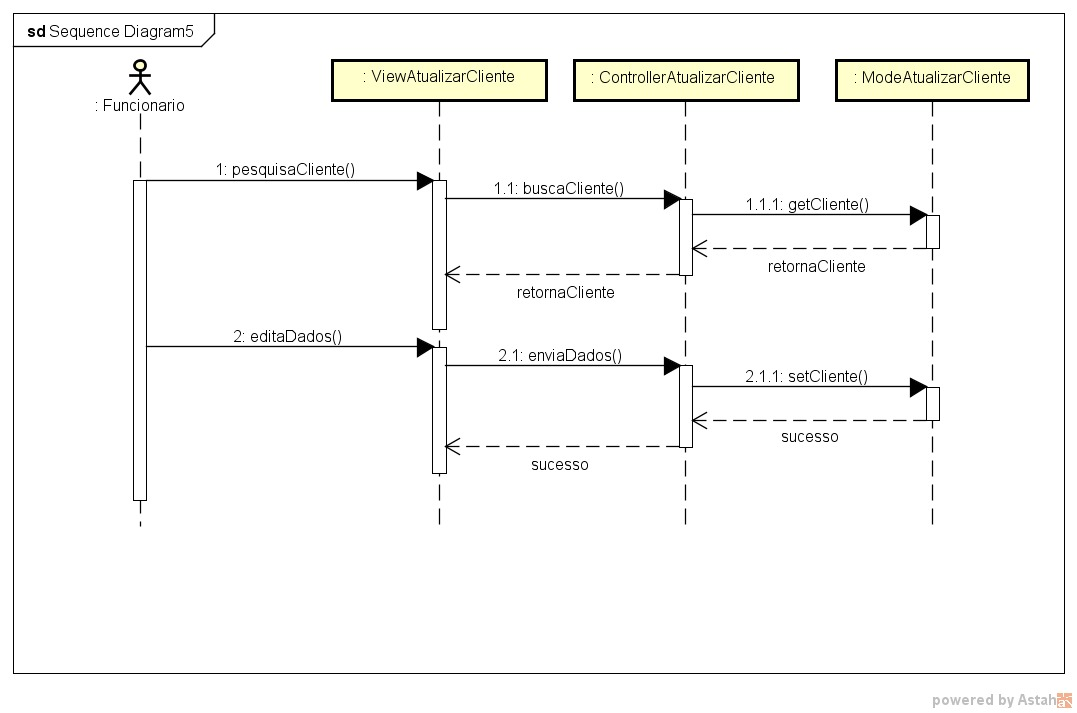 sd Sequence Diagram5
: Funcionario
: ViewAtualizarCliente
: ControllerAtualizarCliente
: ModeAtualizarCliente
1: pesquisaCliente()
1.1: buscaCliente()
1.1.1: getCliente()
retornaCliente
retornaCliente
2: editaDados()
2.1: enviaDados()
2.1.1: setCliente()
sucesso
sucesso
powered by Astah